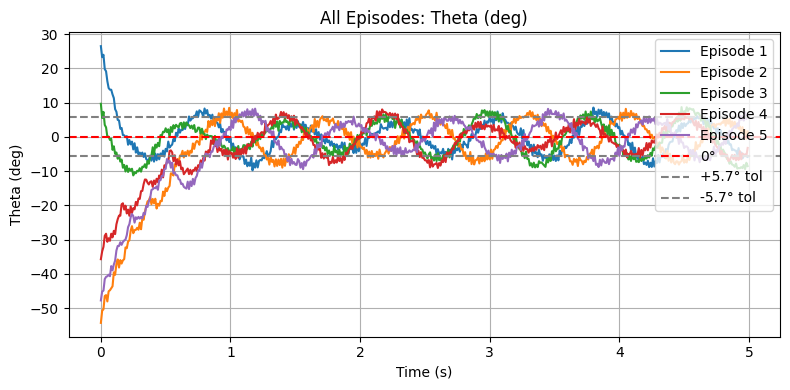 All Episodes: Theta (deg)
Theta (deg)
30
20
10
0
−10
−20
−30
−40
−50
0
1
2
3
4
5
Time (s)
Episode 1
Episode 2
Episode 3
Episode 4
Episode 5
0°
+5.7° tol
-5.7° tol